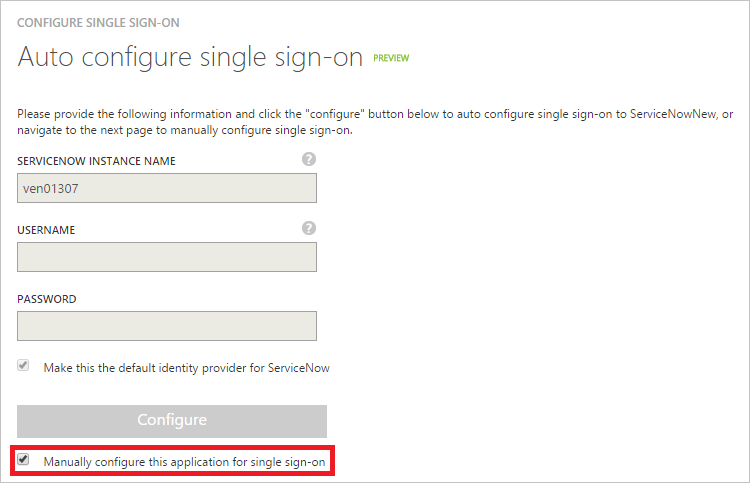 CONFIGURE SINGLE SIGN-ON
Auto configure single sign-on PREVIEW
Please provide the following information and click the "configure" button below to auto configure single sign-on to ServiceNowNew, or
navigate to the next page to manually configure single sign-on.
SERVICENOW INSTANCE NAME ?
ven01307
USERNAME ?
PASSWORD
Make this the default identity provider for ServiceNow
Configure
Manually configure this application for single sign-on